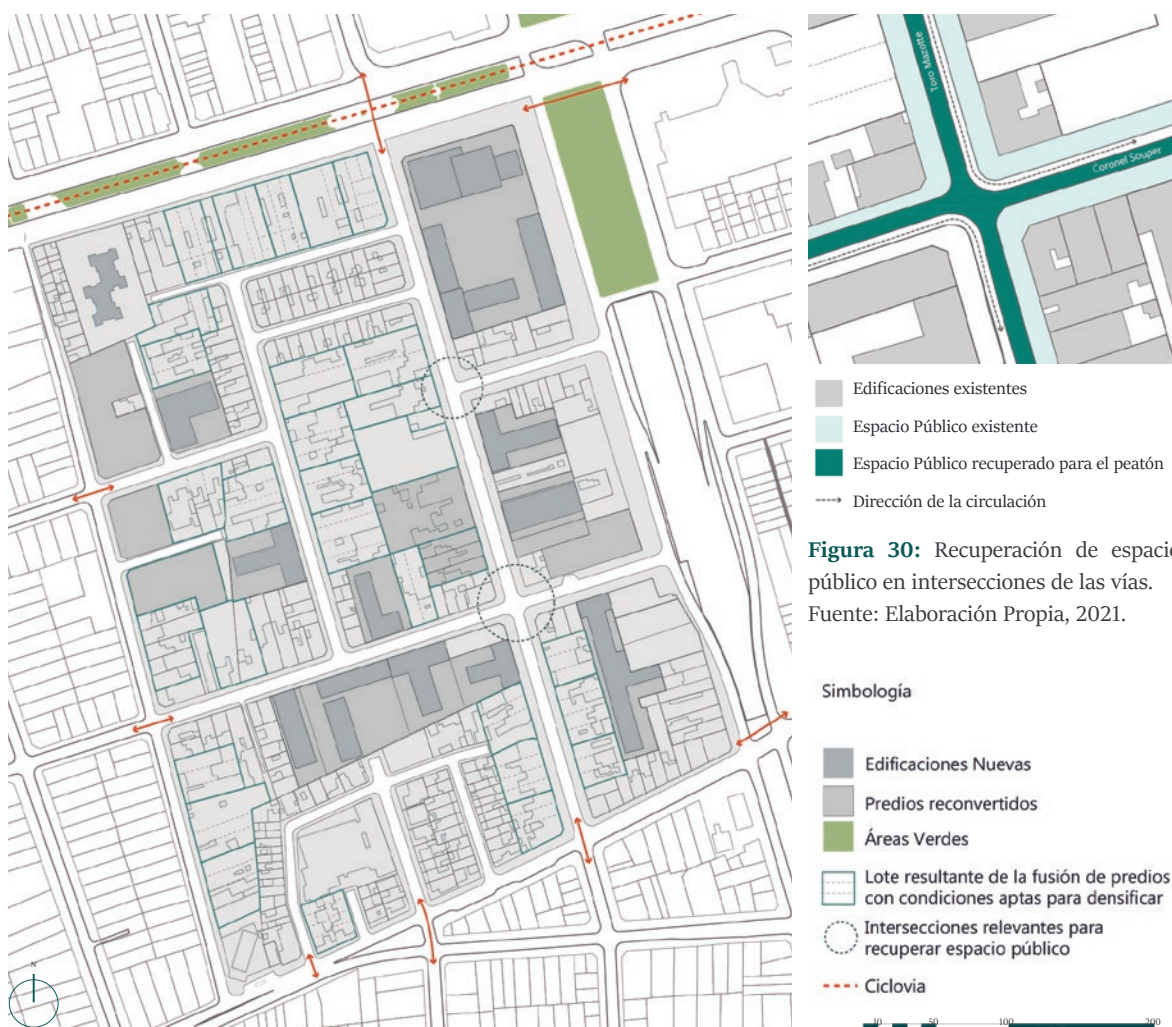 Toro Mazotte
Coronel Souper
Edificaciones existentes
Espacio Público existente
Espacio Público recuperado para el peatón
Dirección de la circulación
Figura 30: Recuperación de espacio
público en intersecciones de las vías.
Fuente: Elaboración Propia, 2021.
Simbología
Edificaciones Nuevas
Predios reconvertidos
Áreas Verdes
Lote resultante de la fusión de predios
con condiciones aptas para densificar
Intersecciones relevantes para
recuperar espacio público
Ciclovia
N
10 50 100 200